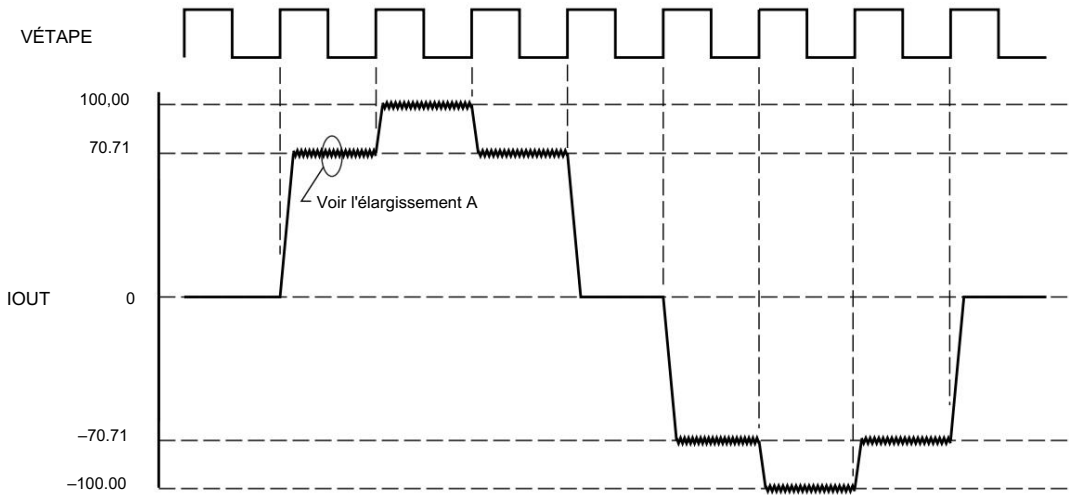 VÉTAPE
100,00
70.71
Voir l'élargissement A
IOUT
0
–70.71
–100.00